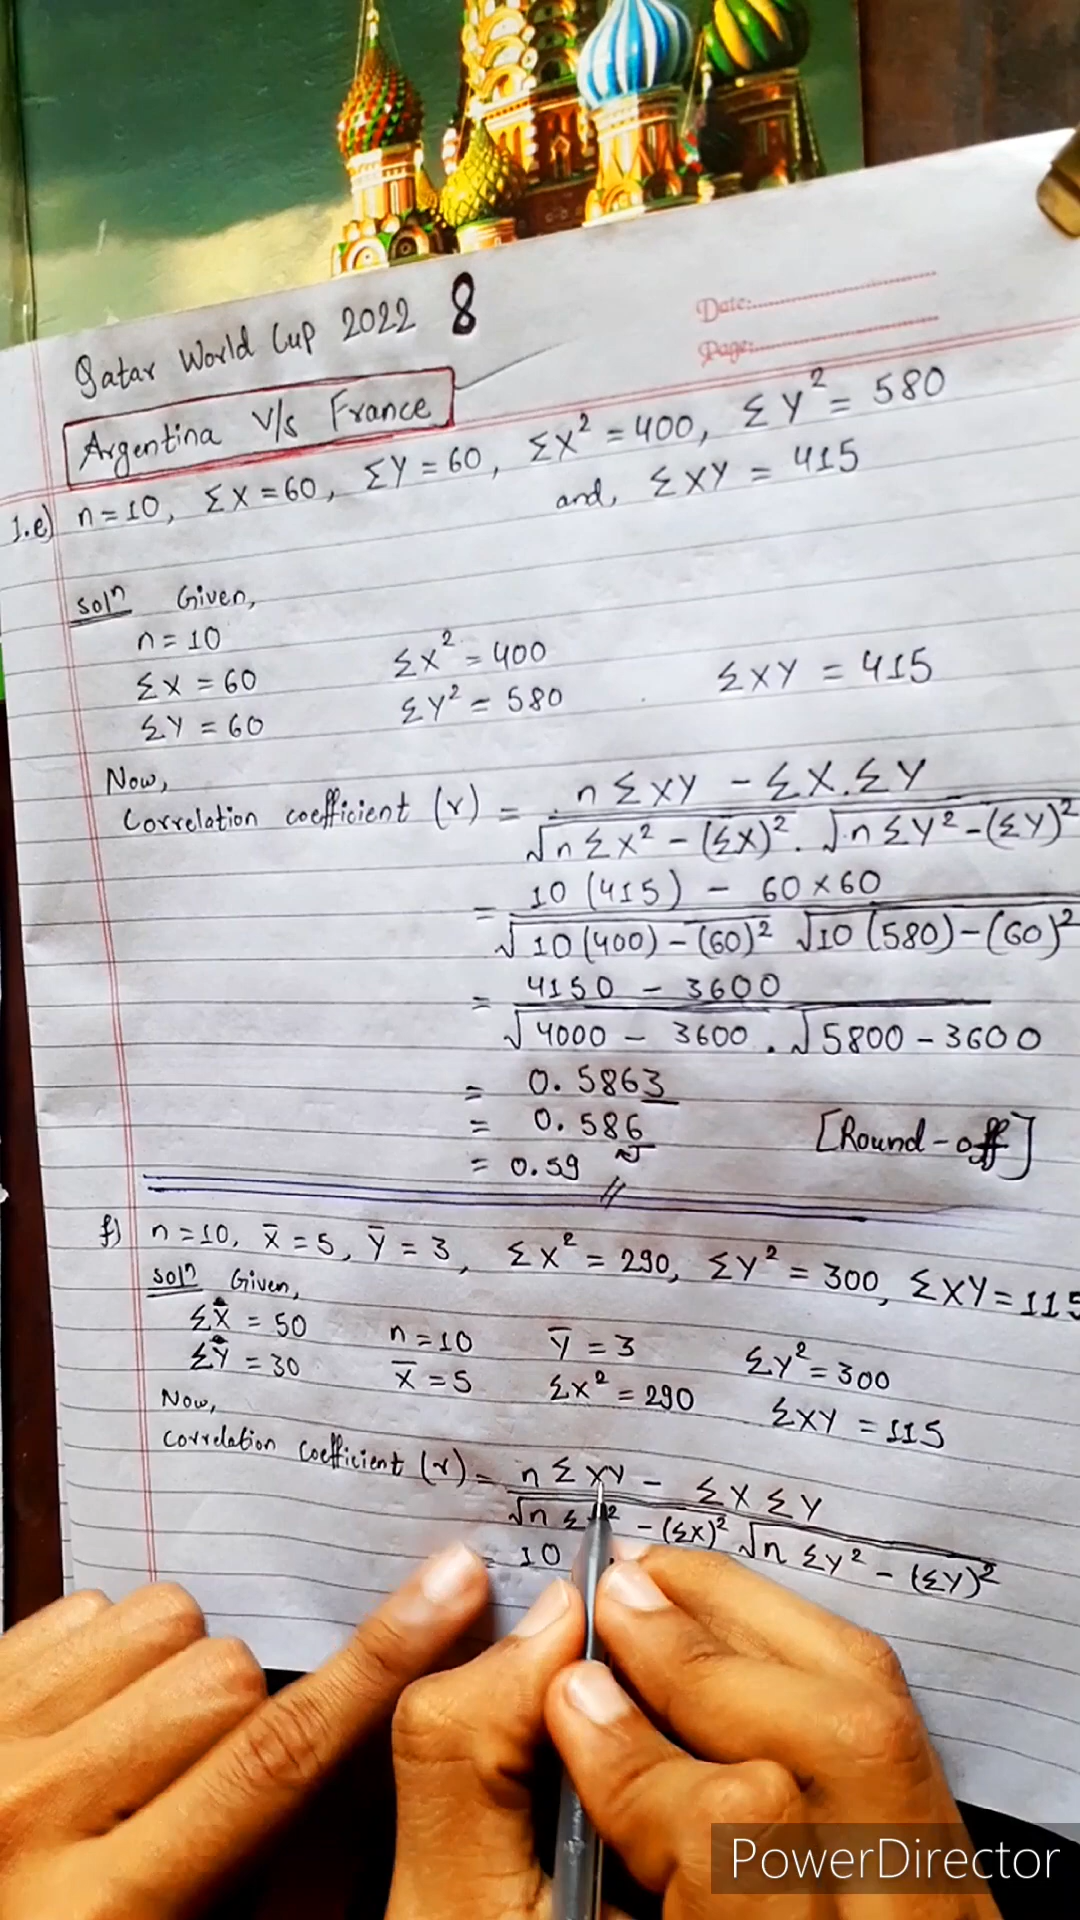 Qatar World Cup 2022 8
Date:
Page:
Argentina V/s France
1.e) n=10, ΣX=60, ΣY=60, ΣX²=400, ΣY²=580
and, ΣXY = 415
Solⁿ Given,
n=10
ΣX²=400
ΣX=60
ΣXY = 415
ΣY²=580
ΣY=60
Now,
Correlation coefficient (r) = nΣXY - ΣX.ΣY
√nΣX²-(ΣX)² . √nΣY²-(ΣY)²
= 10(415) - 60×60
√10(400)-(60)² √10(580)-(60)²
= 4150 - 3600
√4000 - 3600 . √5800 - 3600
= 0.5863
= 0.586 [Round-off]
= 0.59
f) n=10, X̄=5, Ȳ=3, ΣX²=290, ΣY²=300, ΣXY=115
Solⁿ Given,
ΣX = 50 n=10 Ȳ=3 ΣY²=300
ΣY = 30 X̄=5 ΣX²=290 ΣXY = 115
Now,
Correlation coefficient (r) = nΣXY - ΣXΣY
√nΣ ² - (ΣX)² √nΣY² - (ΣY)²
= 10
PowerDirector